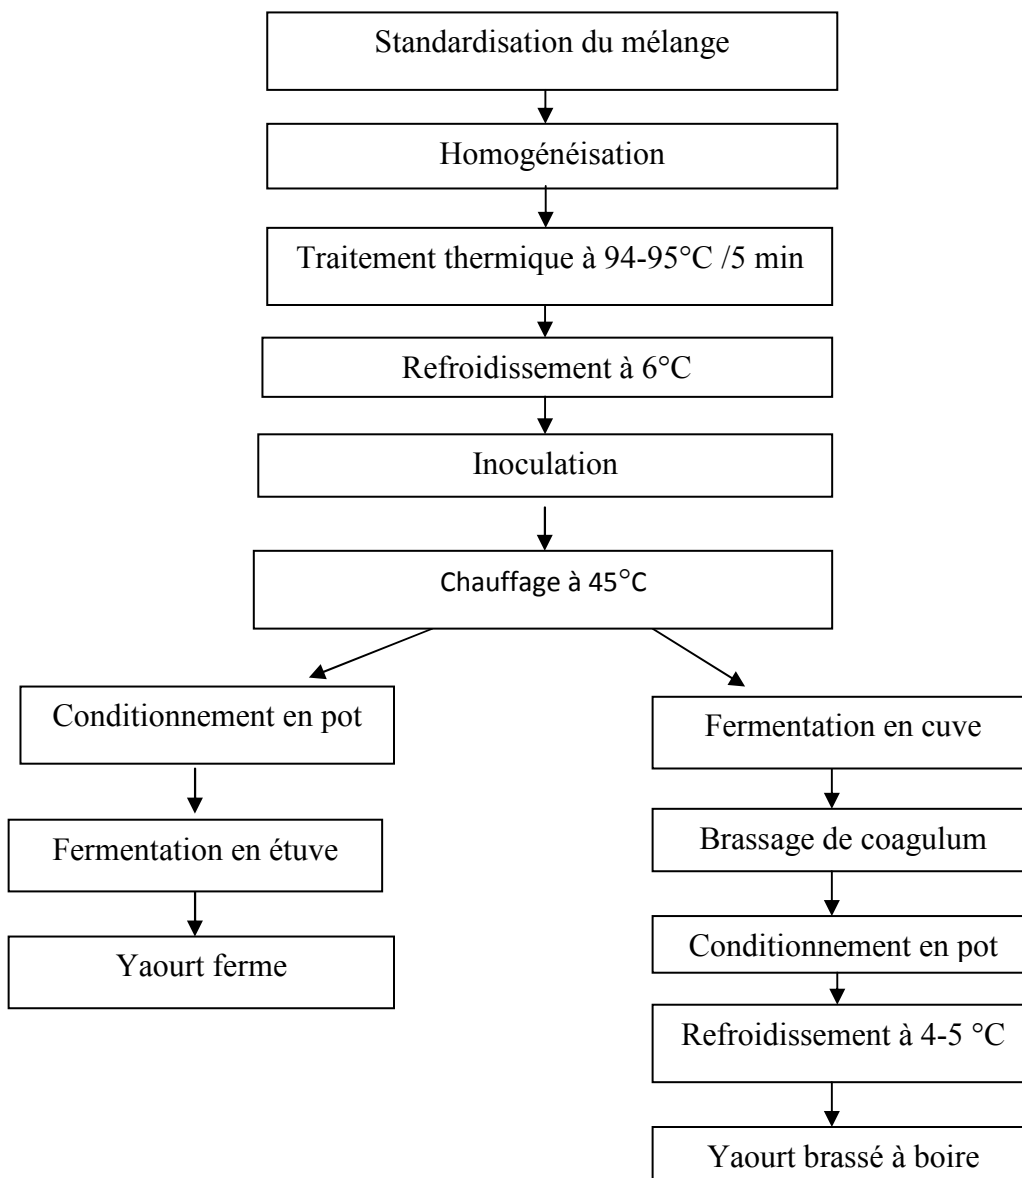 Standardisation du mélange
Homogénéisation
Traitement thermique à 94-95°C /5 min
Refroidissement à 6°C
Inoculation
Chauffage à 45°C
Conditionnement en pot
Fermentation en étuve
Yaourt ferme
Fermentation en cuve
Brassage de coagulum
Conditionnement en pot
Refroidissement à 4-5 °C
Yaourt brassé à boire